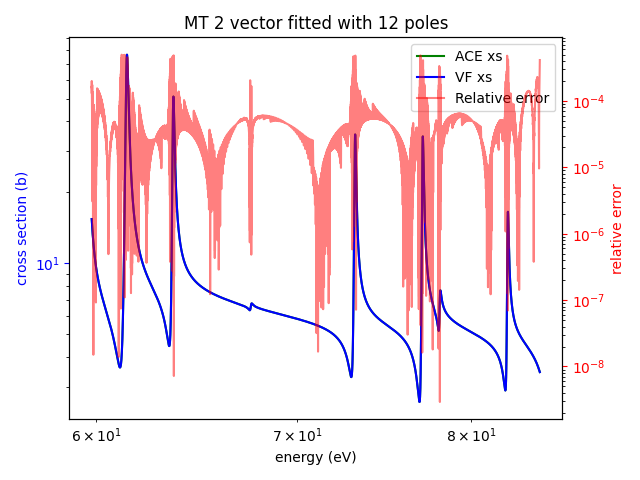 MT 2 vector fitted with 12 poles
ACE xs
VF xs
Relative error
cross section (b)
10¹
10⁻⁴
10⁻⁵
10⁻⁶
10⁻⁷
10⁻⁸
relative error
6 × 10¹
7 × 10¹
8 × 10¹
energy (eV)